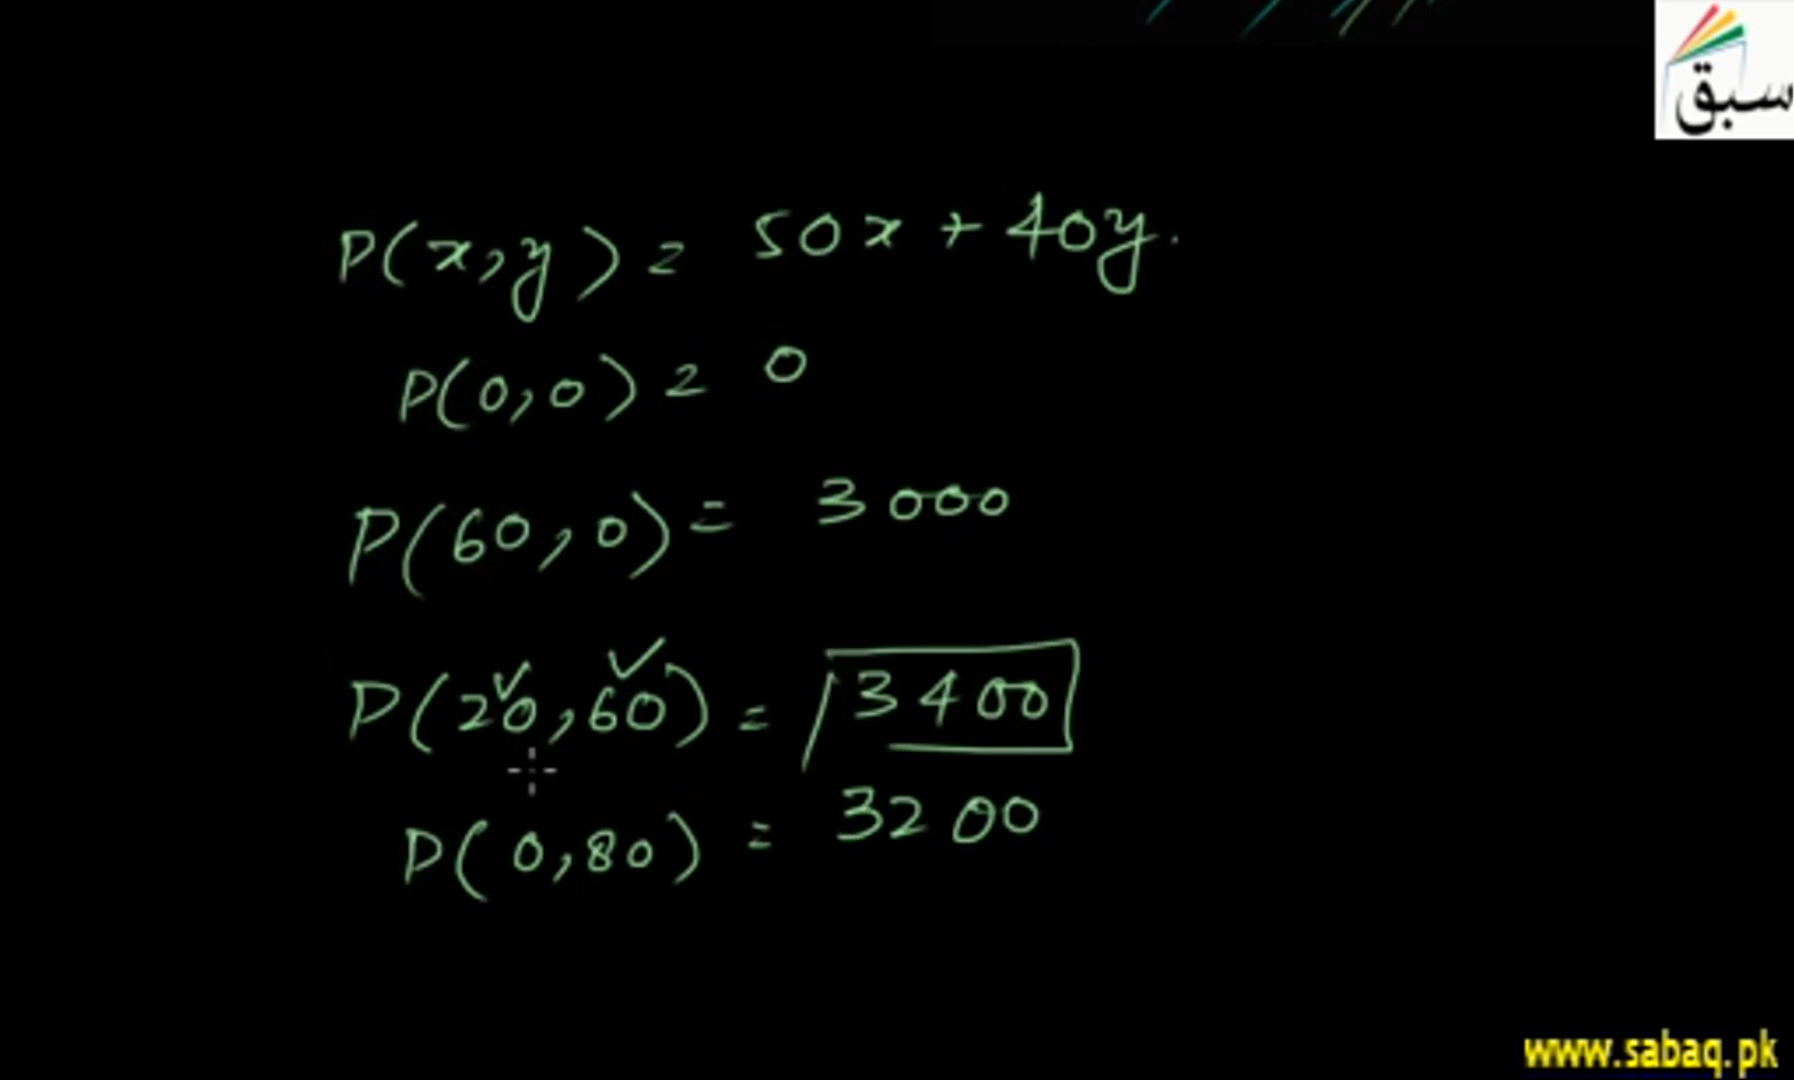 سبق
P(x,y) = 50x + 40y.
P(0,0) = 0
P(60,0) = 3000
P(20,60) = 3400
P(0,80) = 3200
www.sabaq.pk